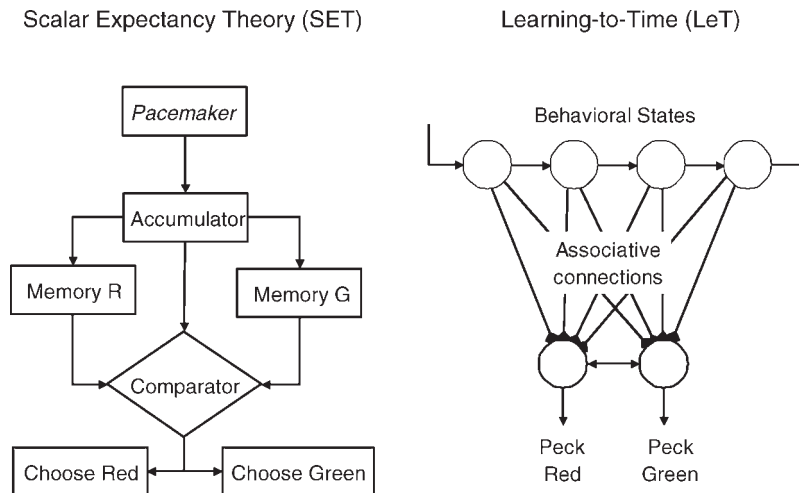 Scalar Expectancy Theory (SET)
Pacemaker
Accumulator
Memory R
Memory G
Comparator
Choose Red
Choose Green
Learning-to-Time (LeT)
Behavioral States
Associative
connections
Peck
Red
Peck
Green